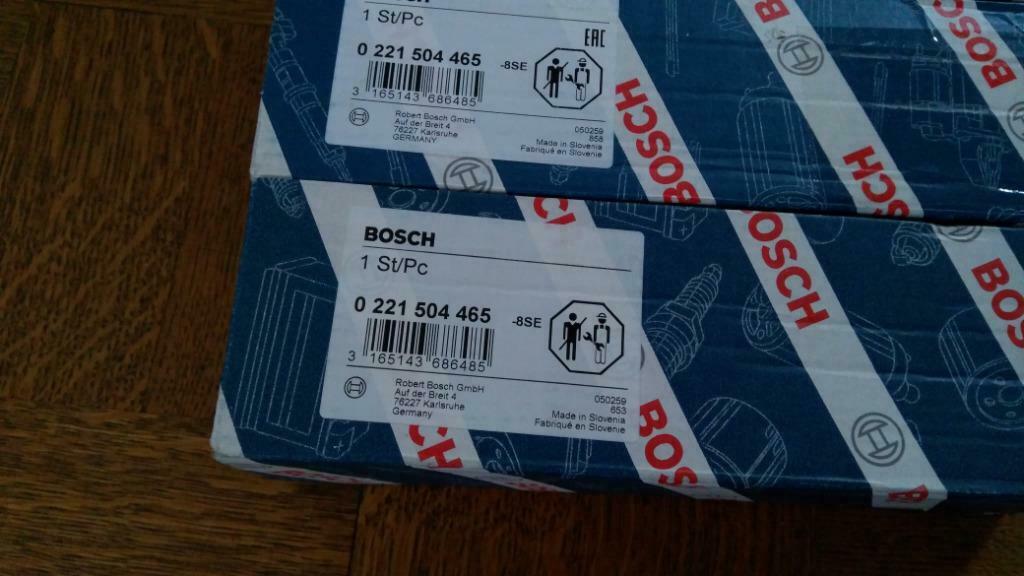 BOSCH
1 St/Pc
EAC
0 221 504 465
-8SE
3 165143 686485
Robert Bosch GmbH
Auf der Breit 4
76227 Karlsruhe
GERMANY
050259
858
Made in Slovenia
Fabriqué en Slovenie
BOSCH
BOSCH
BOSCH
BOSCH
1 St/Pc
0 221 504 465
-8SE
3 165143 686485
Robert Bosch GmbH
Auf der Breit 4
76227 Karlsruhe
Germany
050259
653
Made in Slovenia
Fabriqué en Slovenie
BOSCH
BOSCH
BOS
CH